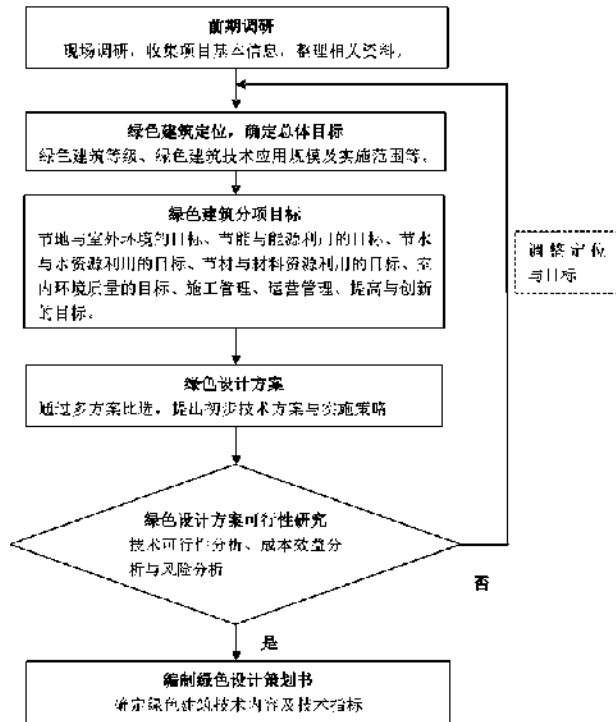 前期调研
现场调研，收集项目基本信息，整理相关资料。
绿色建筑定位，确定总体目标
绿色建筑等级、绿色建筑技术应用规模及实施范围等。
绿色建筑分项目标
节地与室外环境的目标、节能与能源利用的目标、节水
与水资源利用的目标、节材与材料资源利用的目标、室
内环境质量的目标、施工管理、运营管理、提高与创新
的目标。
调整定位
与目标
绿色设计方案
通过多方案比选，提出初步技术方案与实施策略
绿色设计方案可行性研究
技术可行性分析、成本效量分
析与风险分析
否
是
编制绿色设计策划书
确定绿色建筑技术内容及技术指标